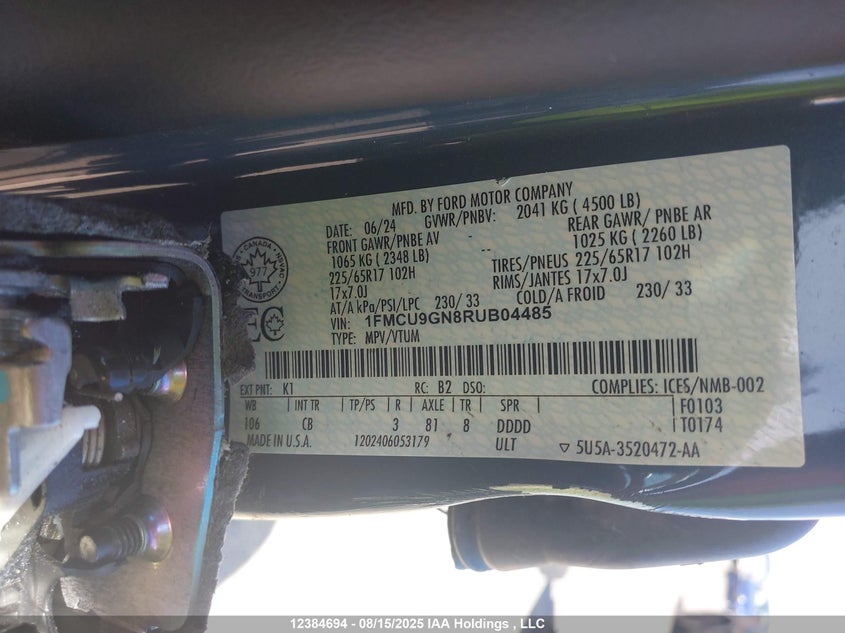 MFD. BY FORD MOTOR COMPANY
DATE: 06/24 GVWR/PNBV: 2041 KG ( 4500 LB)
FRONT GAWR/PNBE AV - REAR GAWR/ PNBE AR
1065 KG ( 2348 LB) -- 1025 KG ( 2260 LB)
225/65R17 102H TIRES/PNEUS 225/65R17 102H
17x7.0J RIMS/JANTES 17x7.0J
AT/A kPa/PSI/LPC 230/ 33 COLD/A FROID 230/ 33
VIN: 1FMCU9GN8RUB04485
TYPE: MPV/VTUM
CANADA
977
TRANSPORT
EXT PNT: K1 RC: B2 DSO: COMPLIES: ICES/NMB-002
WB INT TR TP/PS R AXLE TR SPR F0103
106 CB 3 81 8 DDDD T0174
MADE IN U.S.A. 1202406053179 ULT ▽ 5U5A-3520472-AA
12384694 - 08/15/2025 IAA Holdings , LLC